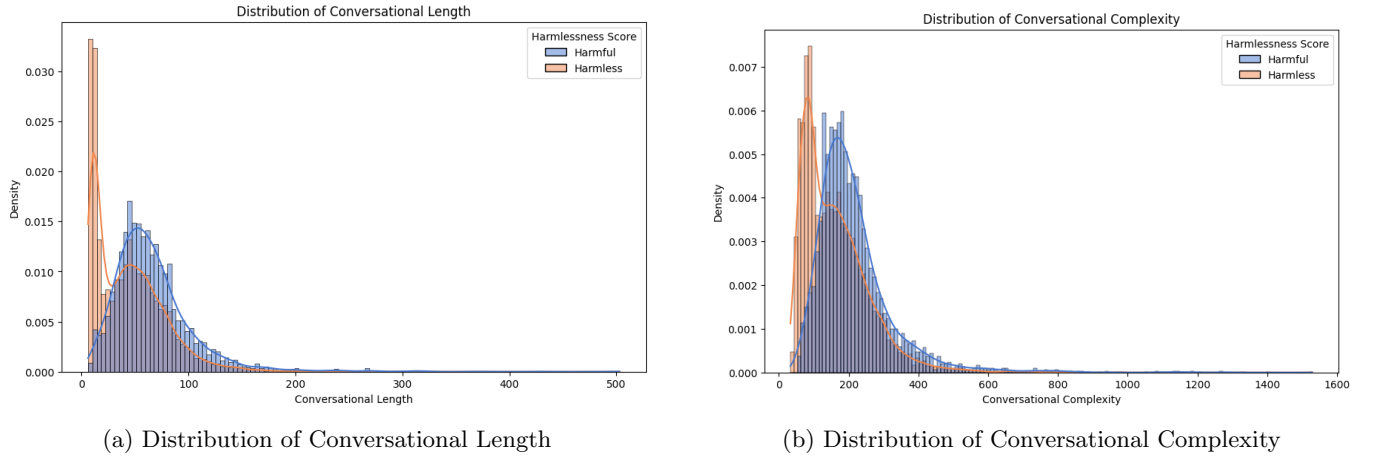 Distribution of Conversational Length
Harmlessness Score
Harmful
Harmless
0.030
0.025
0.020
0.015
0.010
0.005
0.000
Density
0
100
200
300
400
500
Conversational Length
(a) Distribution of Conversational Length
Distribution of Conversational Complexity
Harmlessness Score
Harmful
Harmless
0.007
0.006
0.005
0.004
0.003
0.002
0.001
0.000
Density
0
200
400
600
800
1000
1200
1400
1600
Conversational Complexity
(b) Distribution of Conversational Complexity